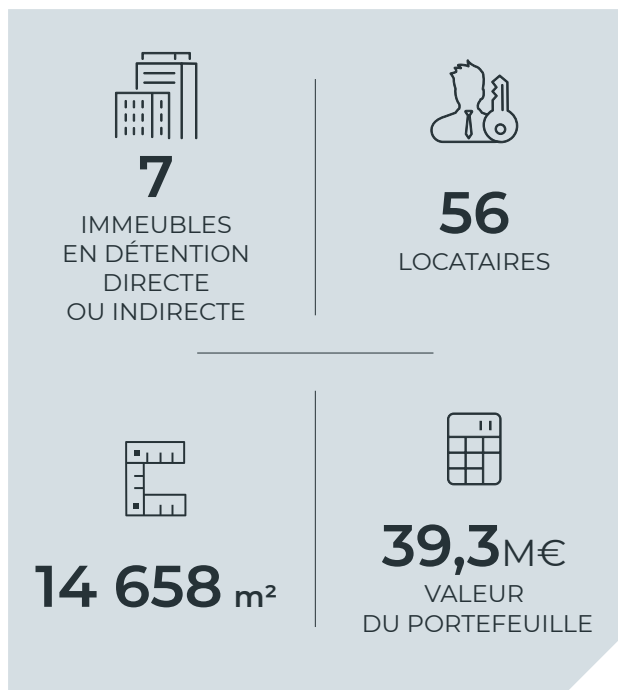 7
IMMEUBLES
EN DÉTENTION
DIRECTE
OU INDIRECTE
56
LOCATAIRES
14 658 m²
39,3M€
VALEUR
DU PORTEFEUILLE